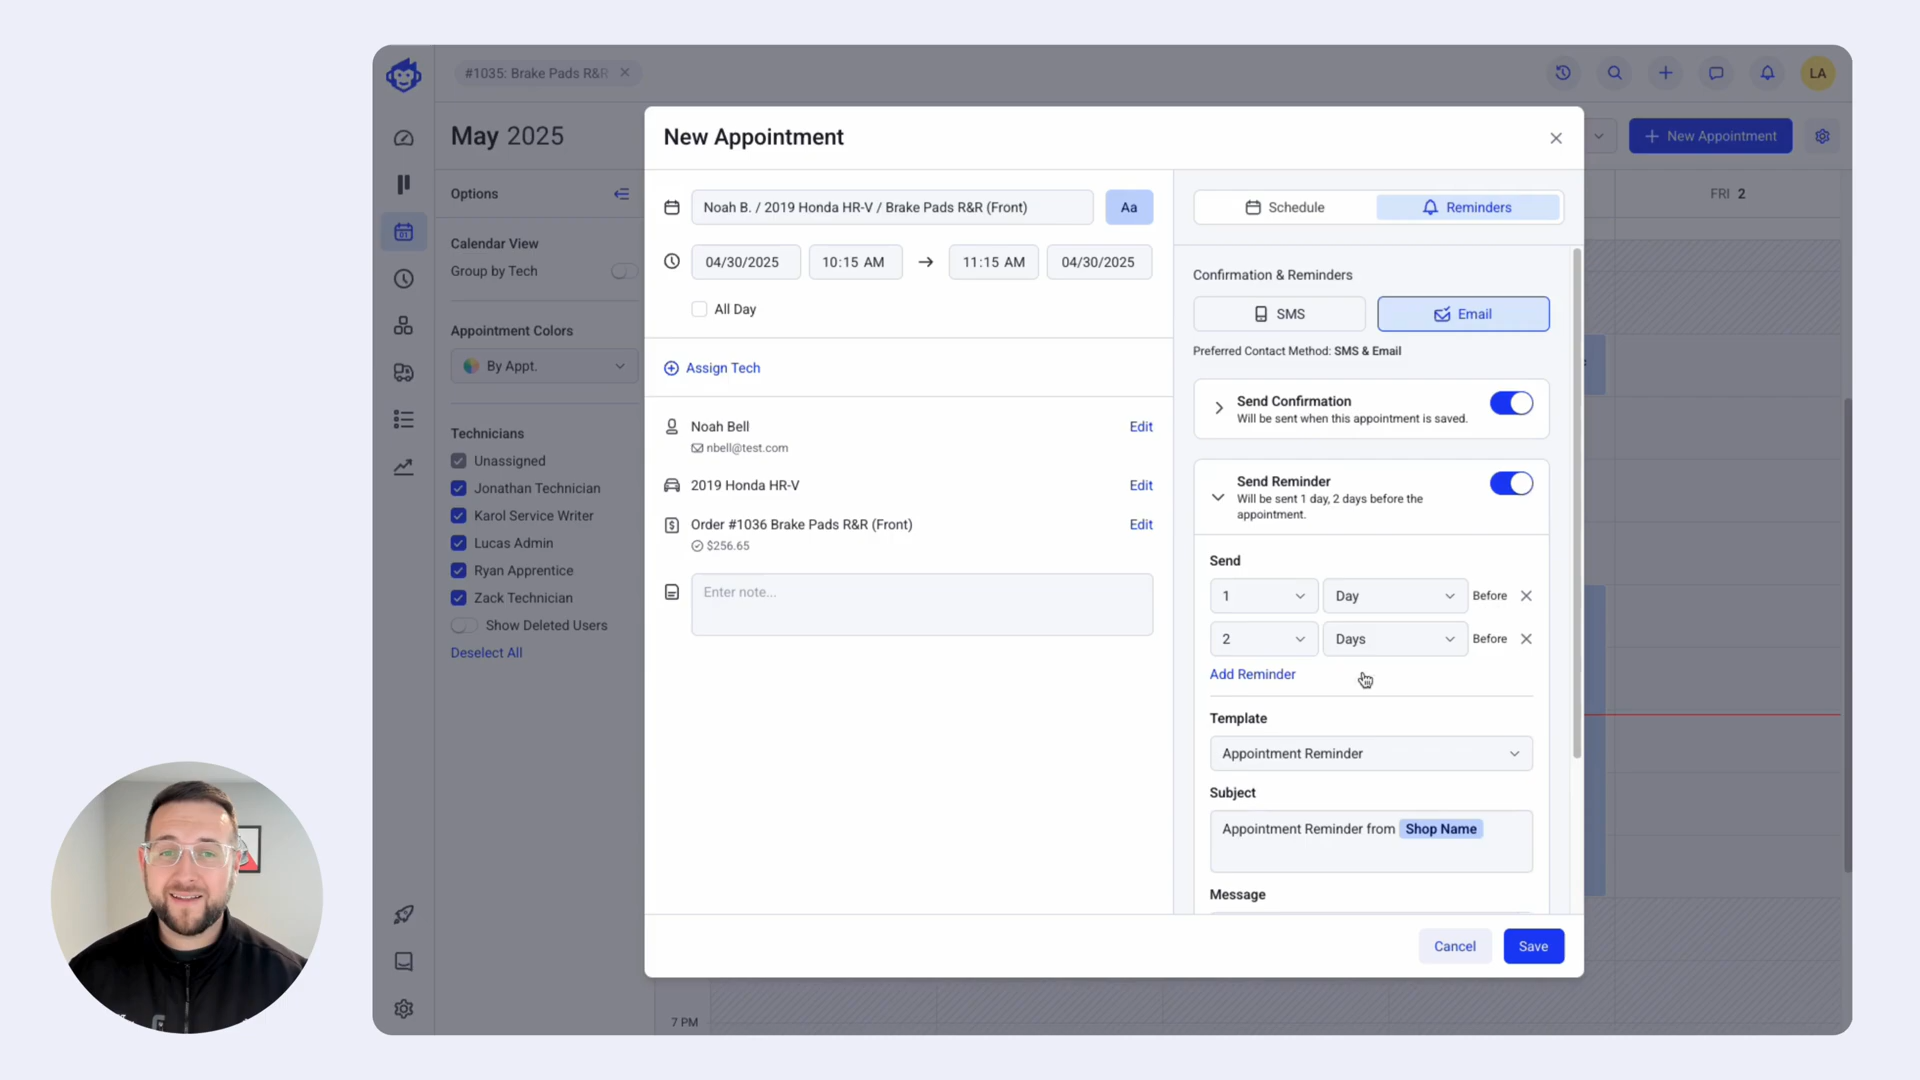 #1035: Brake Pads R&R
LA
May 2025
New Appointment
FRI 2
Options
Calendar View
Group by Tech
Appointment Colors
By Appt.
Technicians
Unassigned
Jonathan Technician
Karol Service Writer
Lucas Admin
Ryan Apprentice
Zack Technician
Show Deleted Users
Deselect All
New Appointment
Noah B. / 2019 Honda HR-V / Brake Pads R&R (Front)
Aa
04/30/2025
10:15 AM
11:15 AM
04/30/2025
All Day
Assign Tech
Noah Bell
Edit
nbell@test.com
2019 Honda HR-V
Edit
Order #1036 Brake Pads R&R (Front)
Edit
$256.65
Enter note...
Schedule
Reminders
Confirmation & Reminders
SMS
Email
Preferred Contact Method: SMS & Email
Send Confirmation
Will be sent when this appointment is saved.
Send Reminder
Will be sent 1 day, 2 days before the
appointment.
Send
1
Day
Before
2
Days
Before
Add Reminder
Template
Appointment Reminder
Subject
Appointment Reminder from Shop Name
Message
Cancel
Save
7 PM